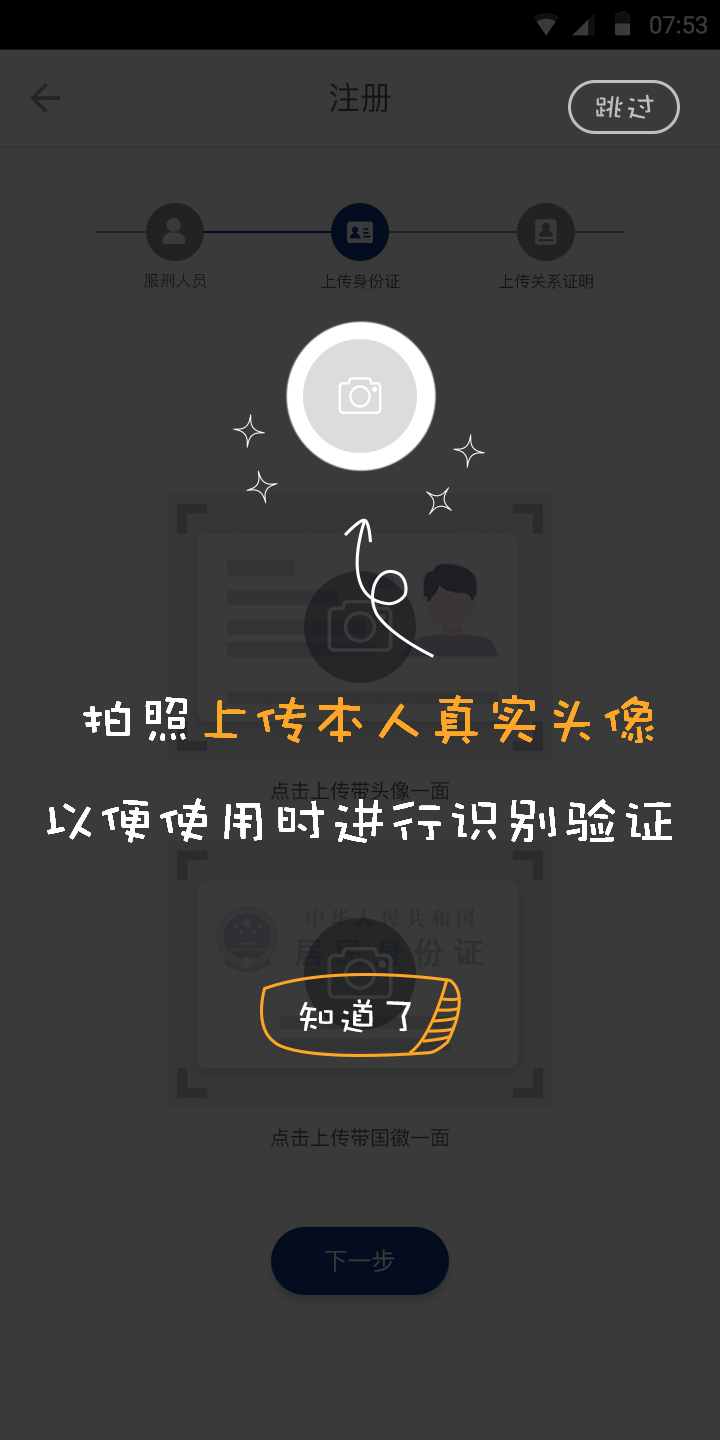 07:53
注册
跳过
服刑人员
上传身份证
上传关系证明
拍照上传本人真实头像
点击上传带头像一面
以便使用时进行识别验证
中华人民共和国
居民身份证
知道了
点击上传带国徽一面
下一步